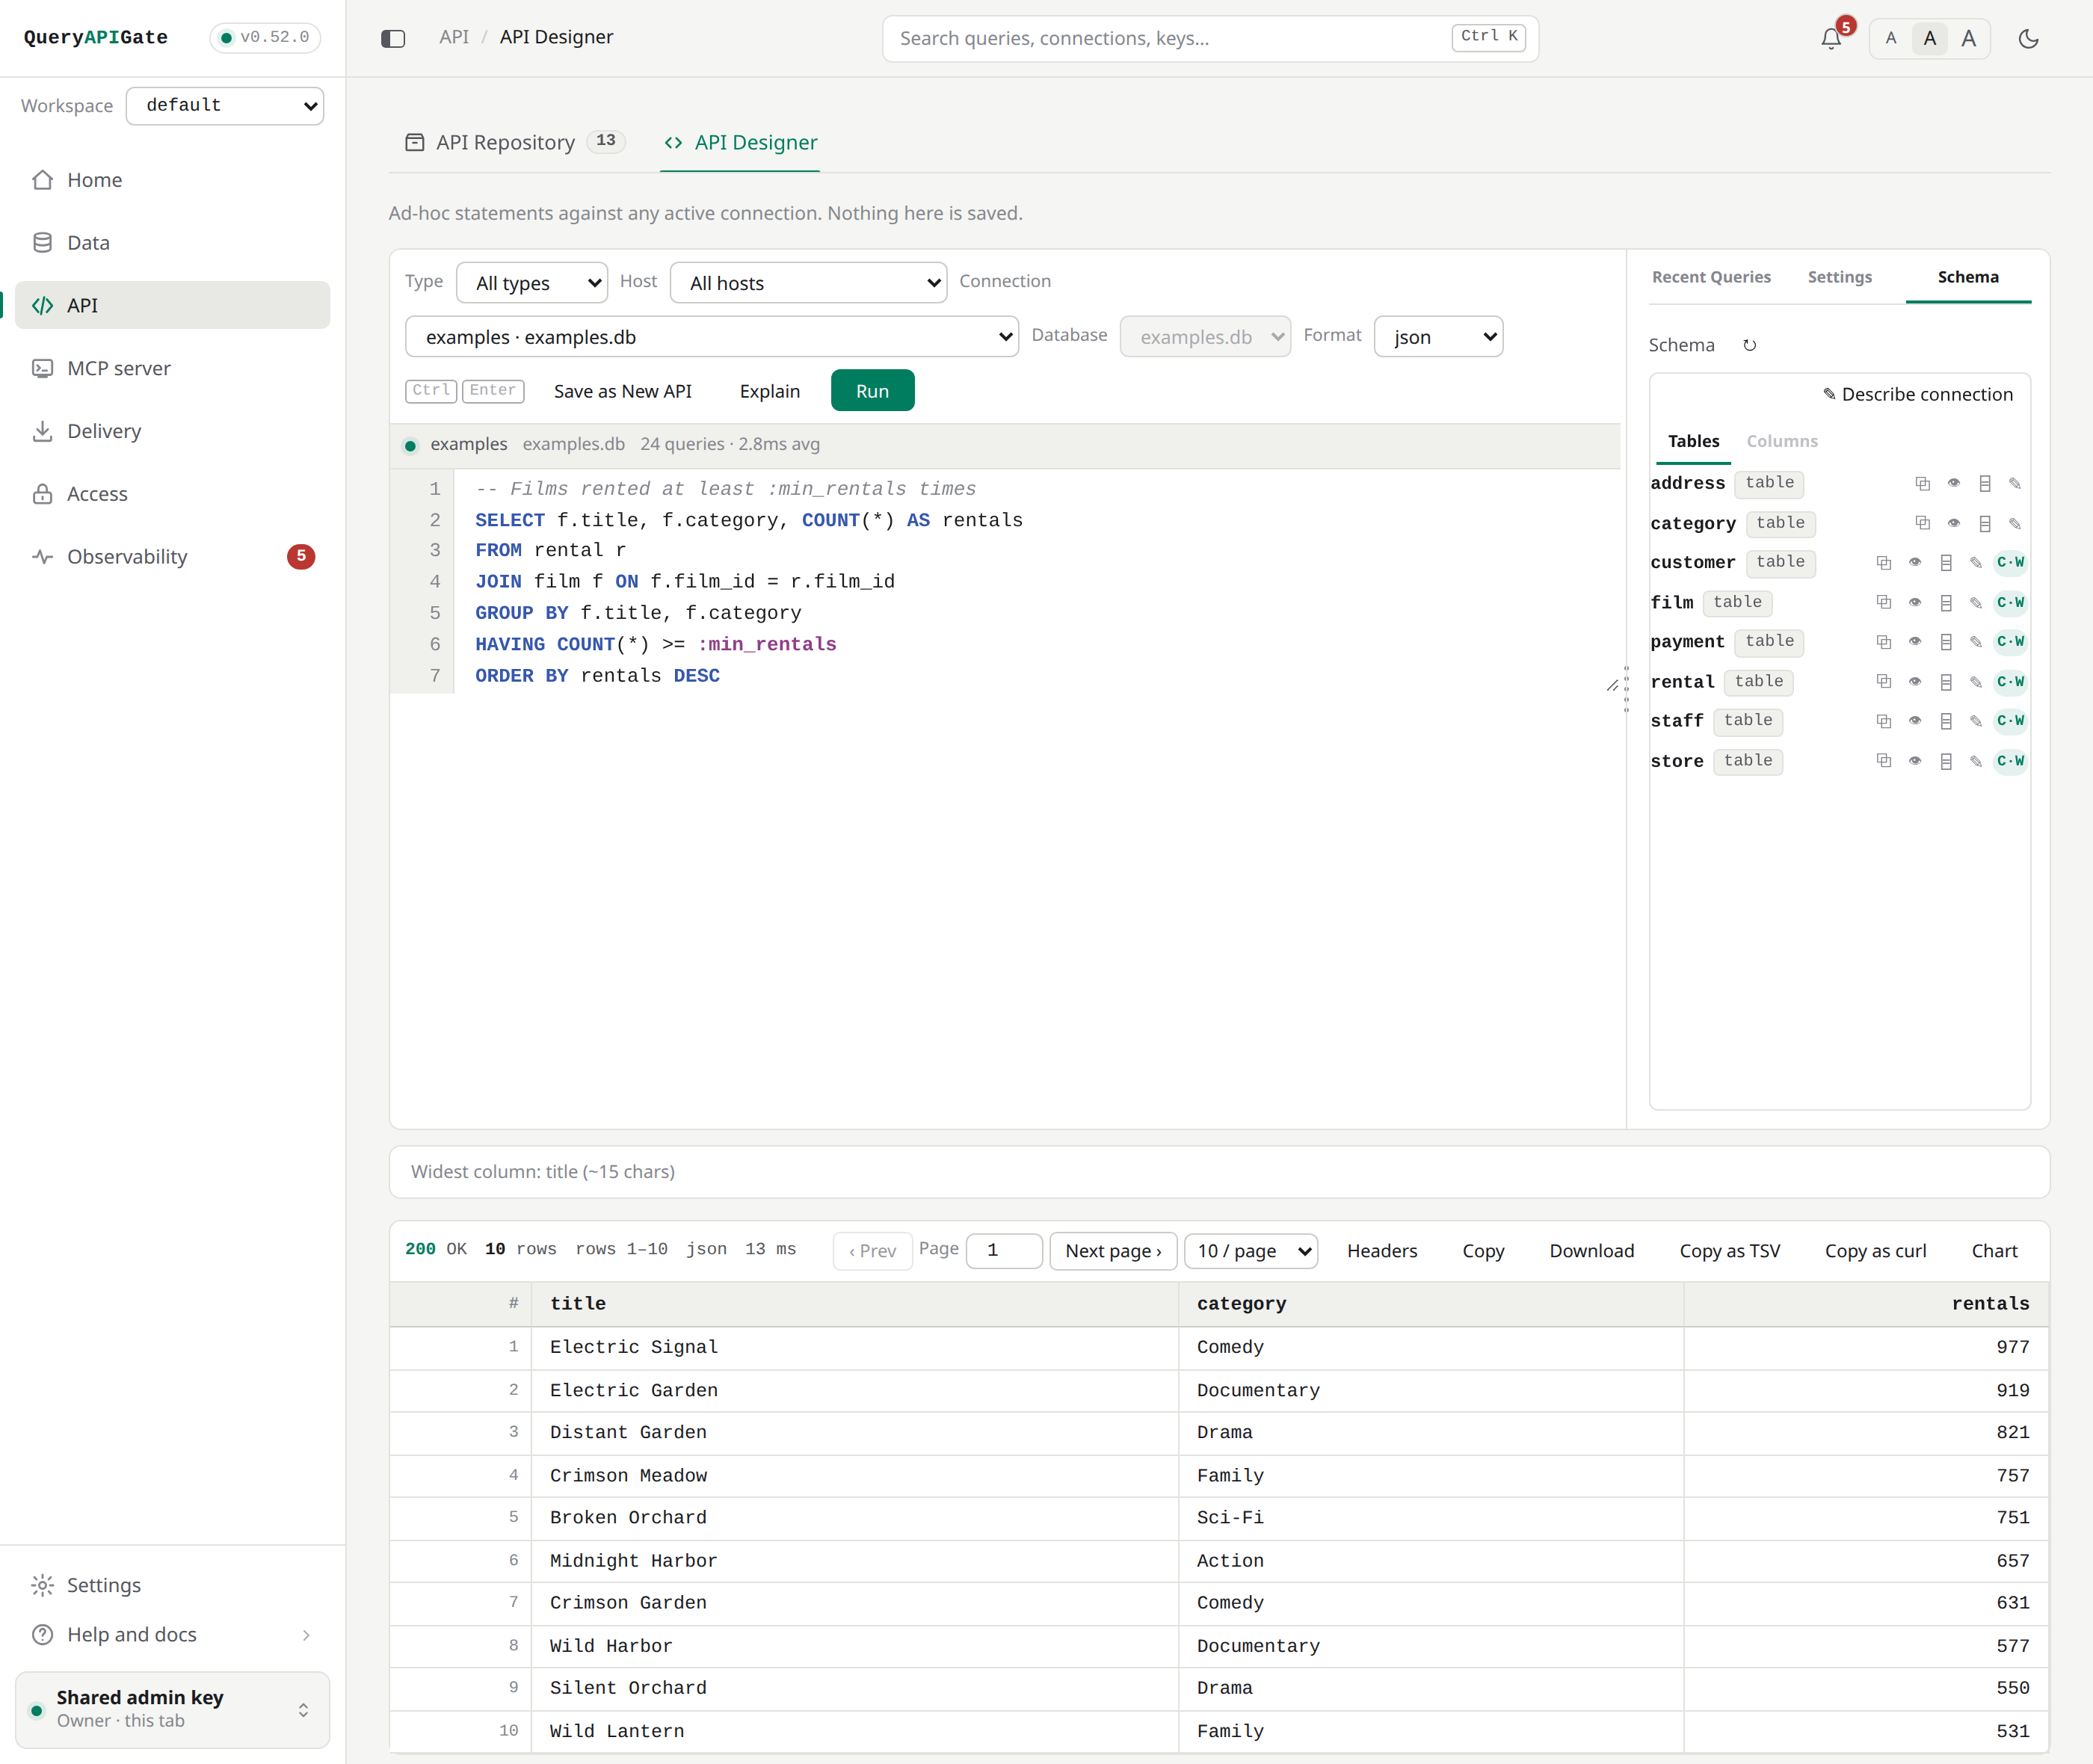 QueryAPIGate v0.52.0
API / API Designer
Search queries, connections, keys... Ctrl K
5
A A A
Workspace default
Home
Data
API
MCP server
Delivery
Access
Observability 5
Settings
Help and docs
Shared admin key
Owner · this tab
API Repository 13 API Designer
Ad-hoc statements against any active connection. Nothing here is saved.
Type All types Host All hosts Connection
examples · examples.db Database examples.db Format json
Ctrl Enter Save as New API Explain Run
examples examples.db 24 queries · 2.8ms avg
1 -- Films rented at least :min_rentals times
2 SELECT f.title, f.category, COUNT(*) AS rentals
3 FROM rental r
4 JOIN film f ON f.film_id = r.film_id
5 GROUP BY f.title, f.category
6 HAVING COUNT(*) >= :min_rentals
7 ORDER BY rentals DESC
Recent Queries Settings Schema
Schema
Describe connection
Tables Columns
address table
category table
customer table C·W
film table C·W
payment table C·W
rental table C·W
staff table C·W
store table C·W
Widest column: title (~15 chars)
200 OK 10 rows rows 1–10 json 13 ms ‹ Prev Page 1 Next page › 10 / page Headers Copy Download Copy as TSV Copy as curl Chart
# title category rentals
1 Electric Signal Comedy 977
2 Electric Garden Documentary 919
3 Distant Garden Drama 821
4 Crimson Meadow Family 757
5 Broken Orchard Sci-Fi 751
6 Midnight Harbor Action 657
7 Crimson Garden Comedy 631
8 Wild Harbor Documentary 577
9 Silent Orchard Drama 550
10 Wild Lantern Family 531